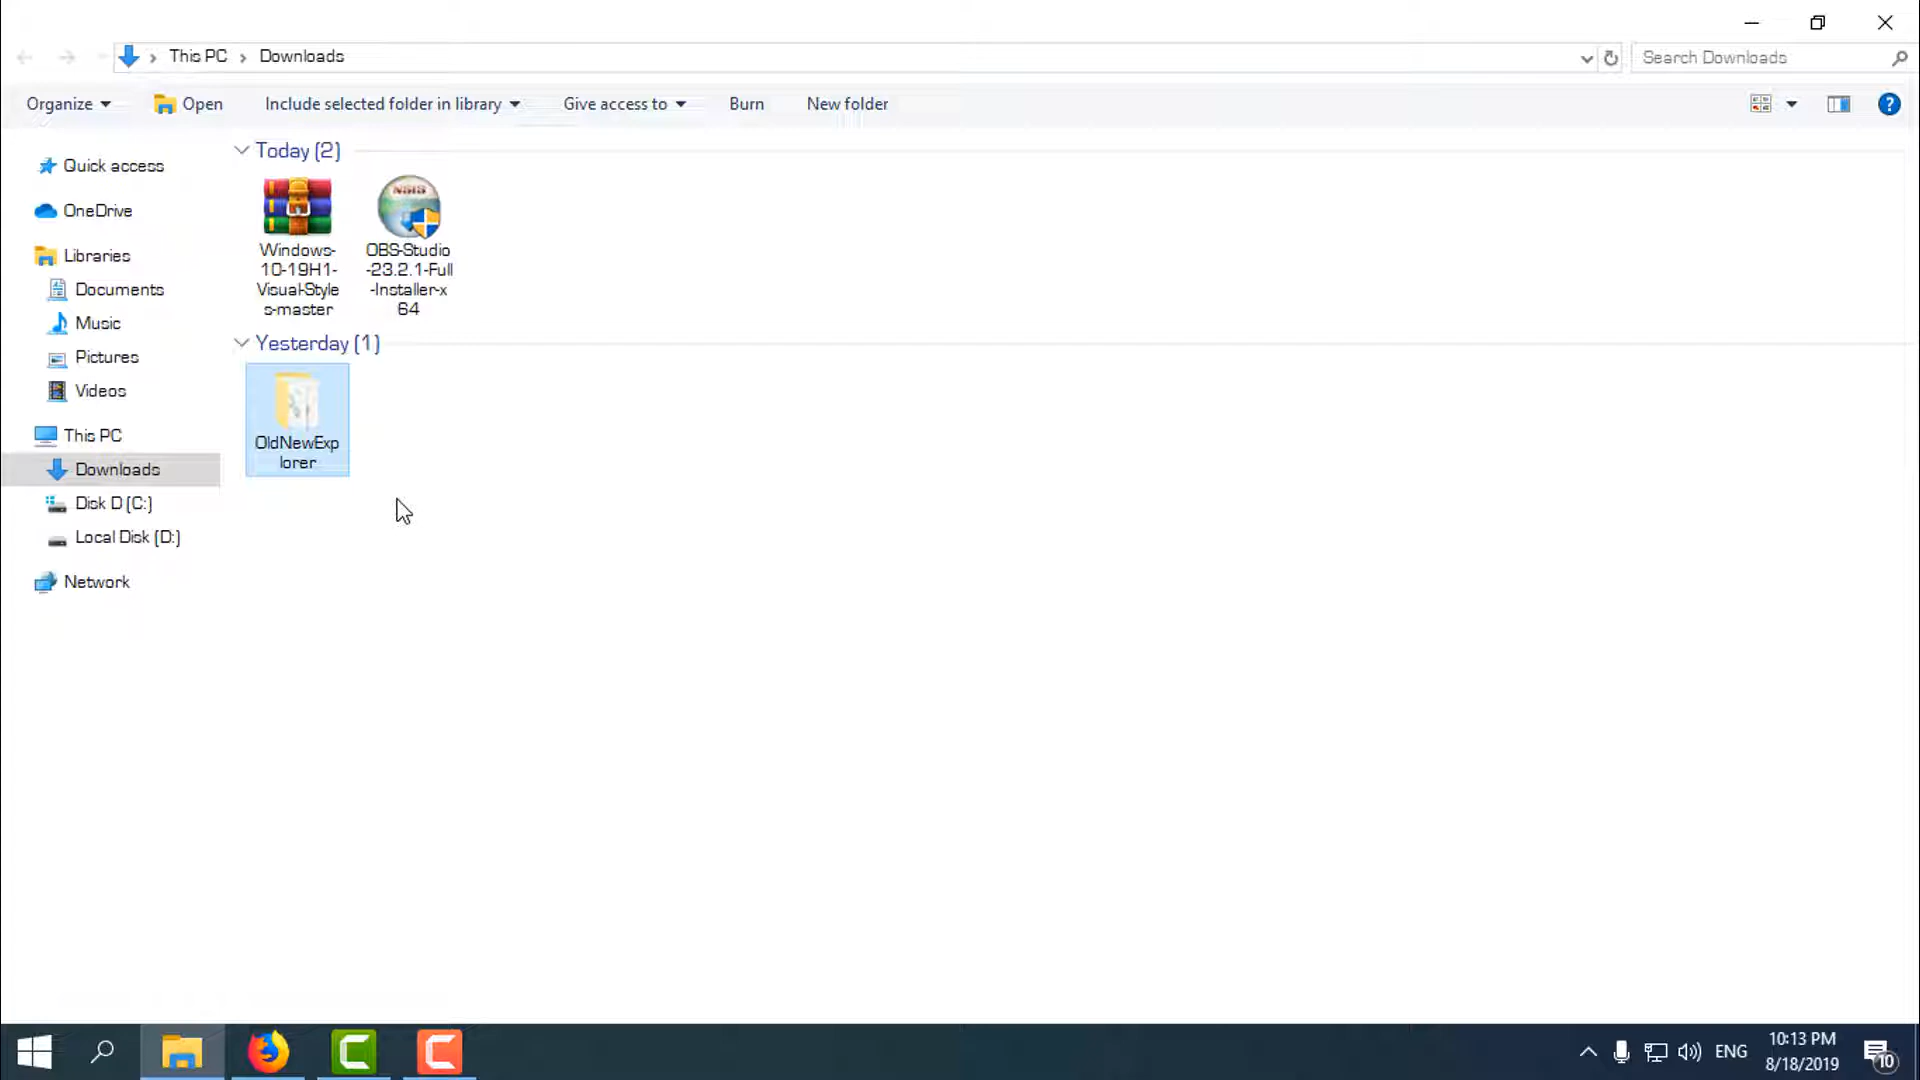 This PC > Downloads
Search Downloads
Organize
Open
Include selected folder in library
Give access to
Burn
New folder
Quick access
OneDrive
Libraries
Documents
Music
Pictures
Videos
This PC
Downloads
Disk D (C:)
Local Disk (D:)
Network
Today (2)
NSIS
Windows-
10-19H1-
Visual-Style
s-master
OBS-Studio
-23.2.1-Full
-Installer-x
64
Yesterday (1)
OldNewExp
lorer
ENG
10:13 PM
8/18/2019
10